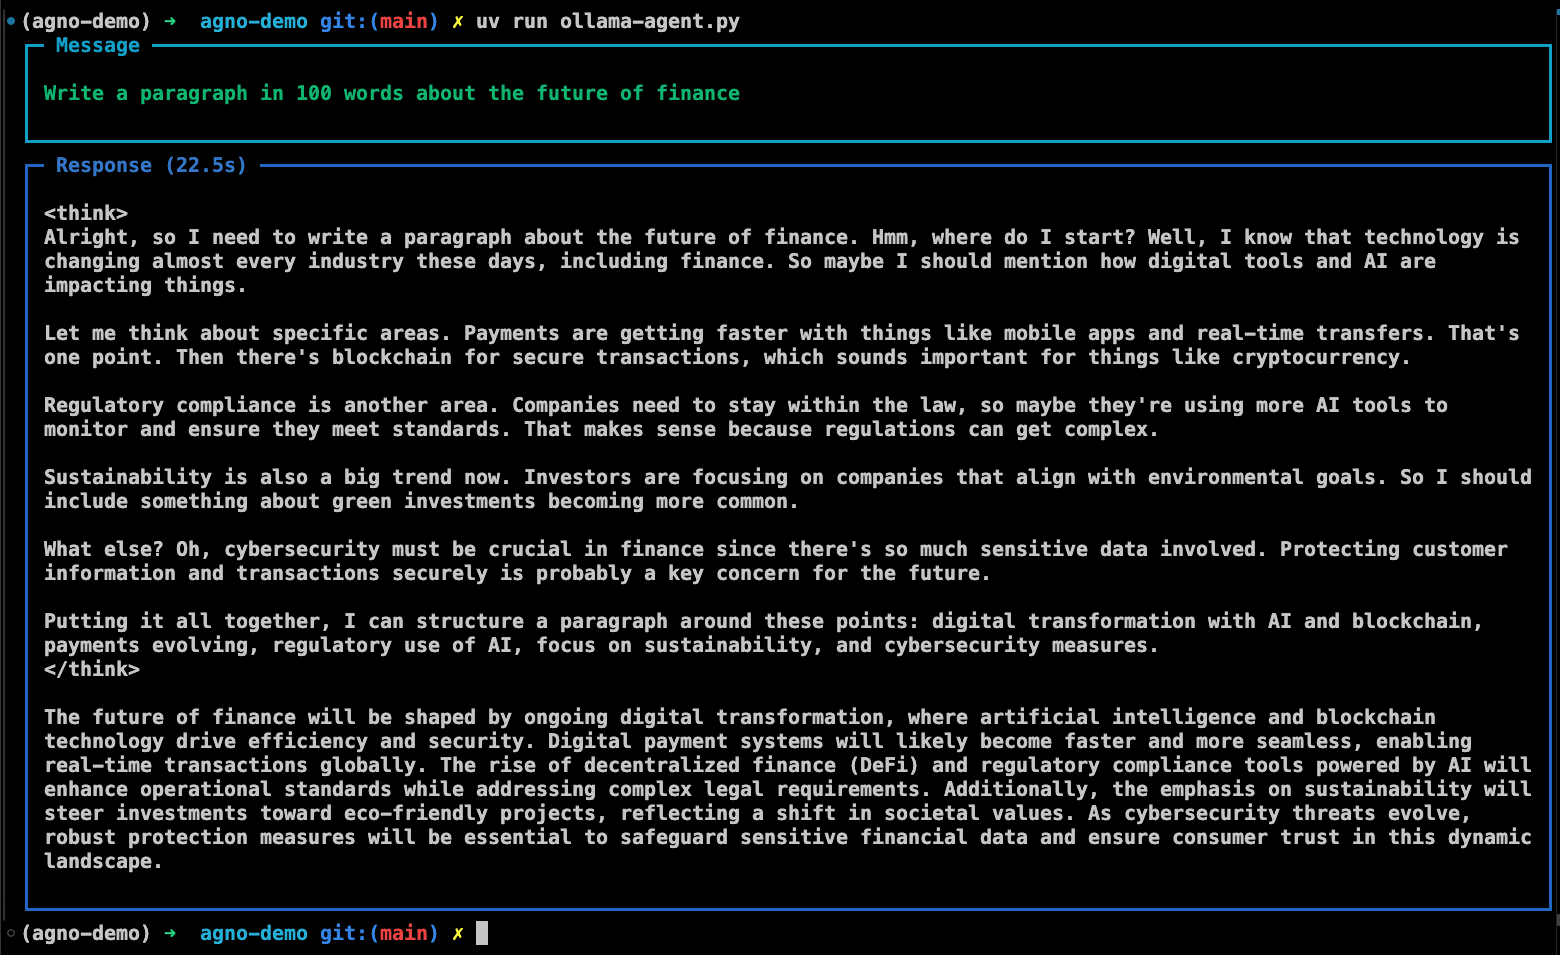 (agno-demo) → agno-demo git:(main) ✗ uv run ollama-agent.py
Message
Write a paragraph in 100 words about the future of finance
Response (22.5s)
<think>
Alright, so I need to write a paragraph about the future of finance. Hmm, where do I start? Well, I know that technology is
changing almost every industry these days, including finance. So maybe I should mention how digital tools and AI are
impacting things.
Let me think about specific areas. Payments are getting faster with things like mobile apps and real-time transfers. That's
one point. Then there's blockchain for secure transactions, which sounds important for things like cryptocurrency.
Regulatory compliance is another area. Companies need to stay within the law, so maybe they're using more AI tools to
monitor and ensure they meet standards. That makes sense because regulations can get complex.
Sustainability is also a big trend now. Investors are focusing on companies that align with environmental goals. So I should
include something about green investments becoming more common.
What else? Oh, cybersecurity must be crucial in finance since there's so much sensitive data involved. Protecting customer
information and transactions securely is probably a key concern for the future.
Putting it all together, I can structure a paragraph around these points: digital transformation with AI and blockchain,
payments evolving, regulatory use of AI, focus on sustainability, and cybersecurity measures.
</think>
The future of finance will be shaped by ongoing digital transformation, where artificial intelligence and blockchain
technology drive efficiency and security. Digital payment systems will likely become faster and more seamless, enabling
real-time transactions globally. The rise of decentralized finance (DeFi) and regulatory compliance tools powered by AI will
enhance operational standards while addressing complex legal requirements. Additionally, the emphasis on sustainability will
steer investments toward eco-friendly projects, reflecting a shift in societal values. As cybersecurity threats evolve,
robust protection measures will be essential to safeguard sensitive financial data and ensure consumer trust in this dynamic
landscape.
(agno-demo) → agno-demo git:(main) ✗